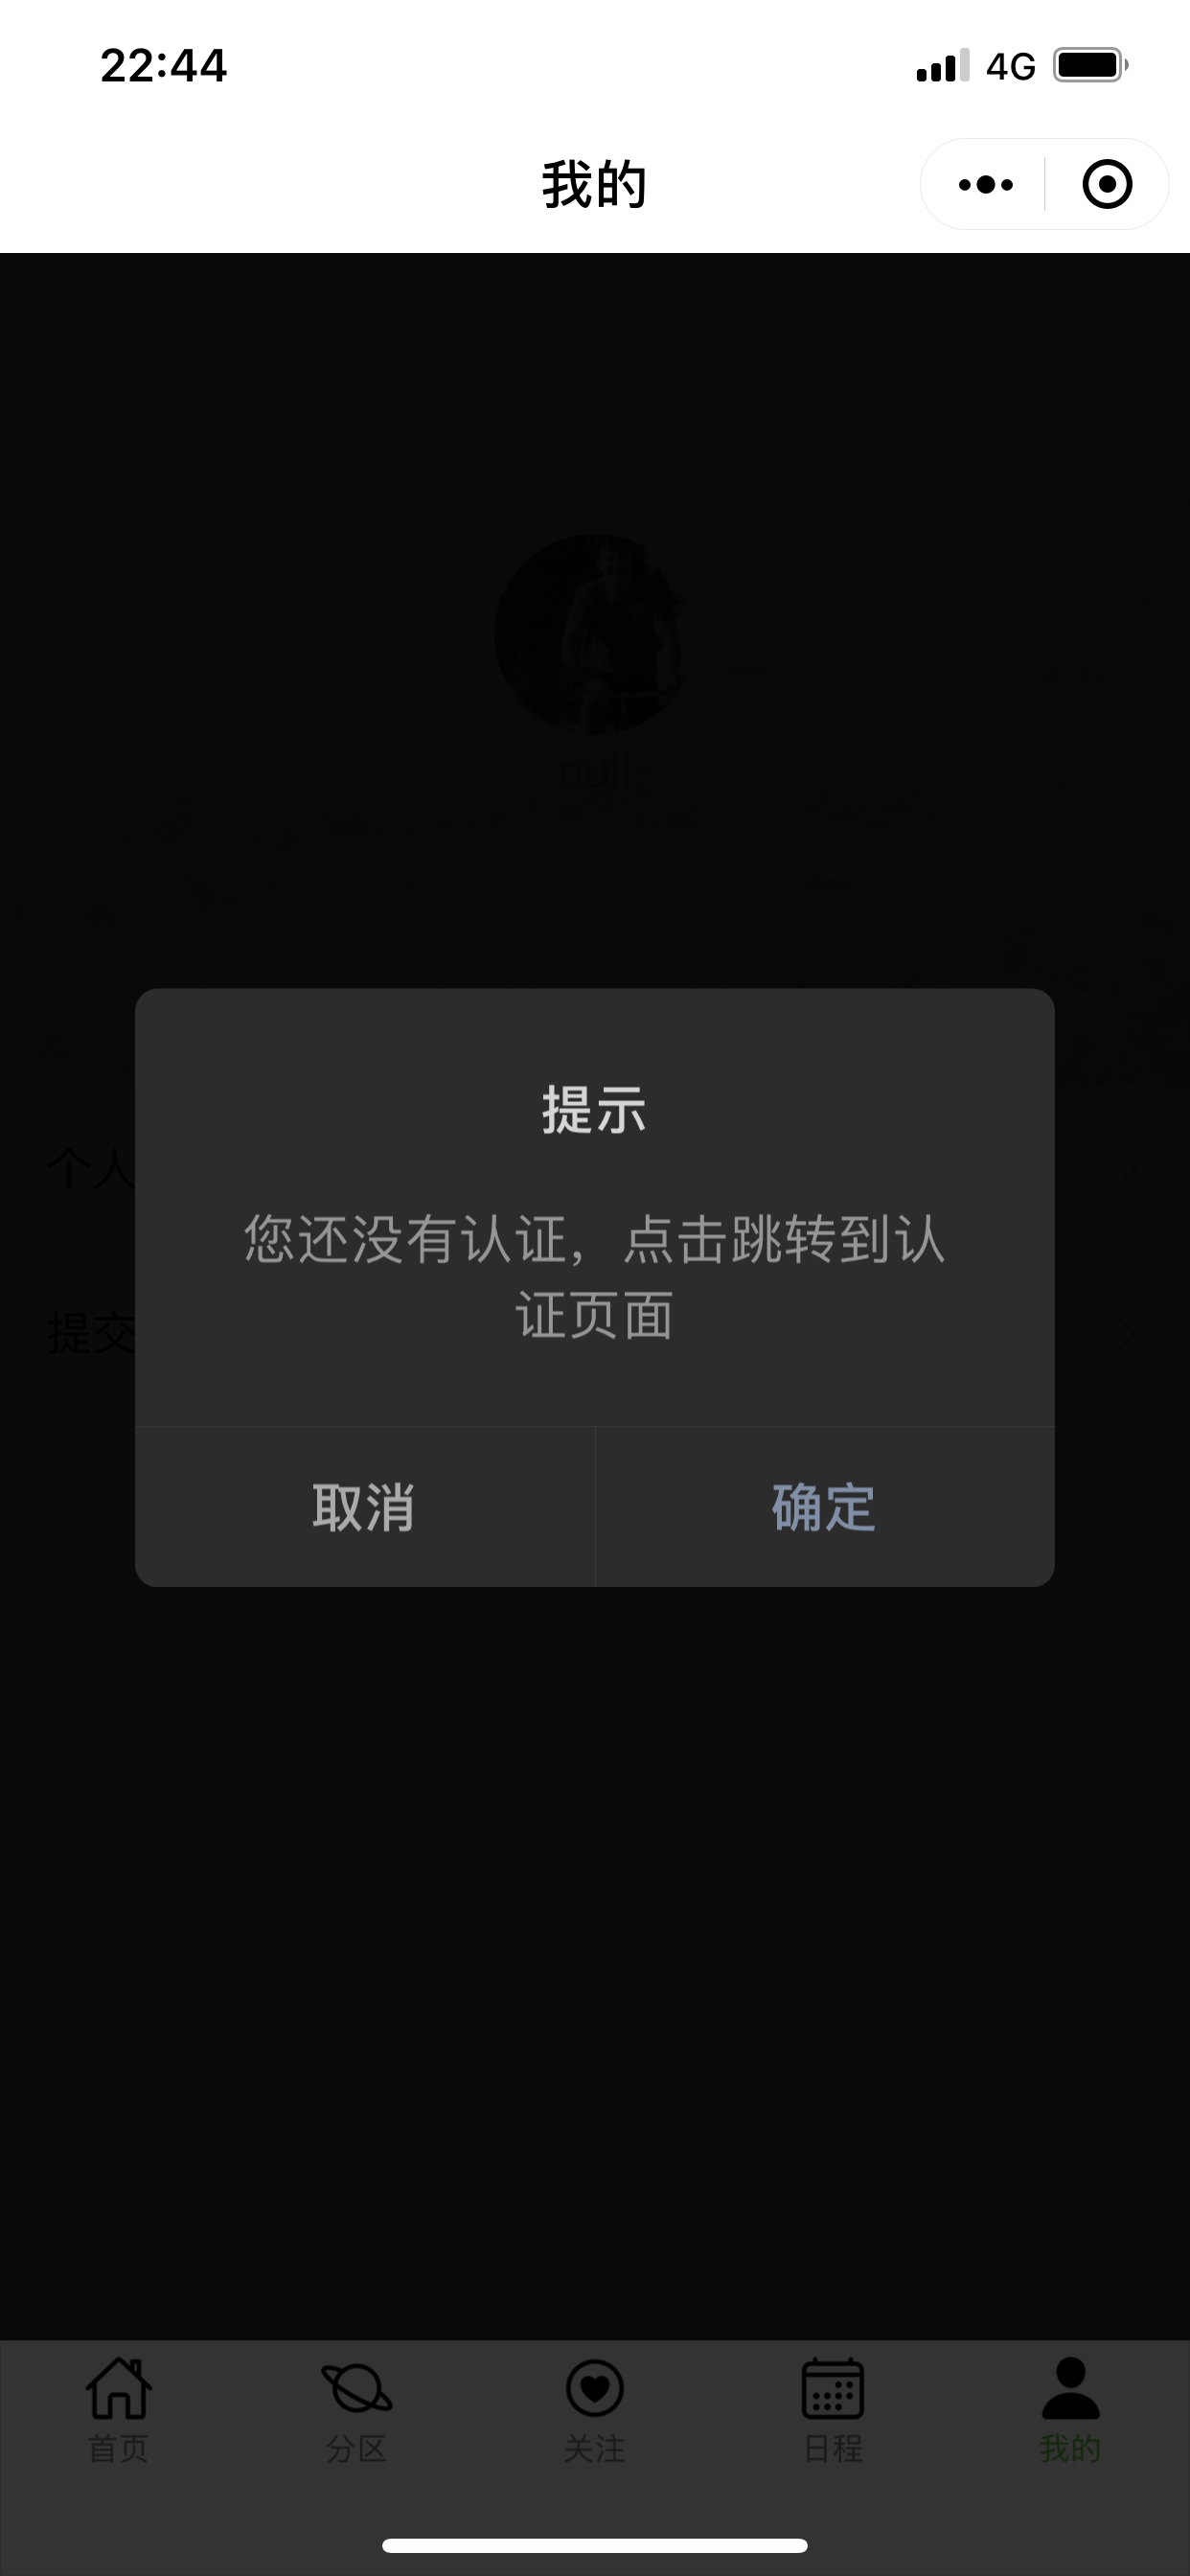 22:44
4G
我的
null
提示
个人
您还没有认证，点击跳转到认
证页面
提交
取消
确定
首页
分区
关注
日程
我的